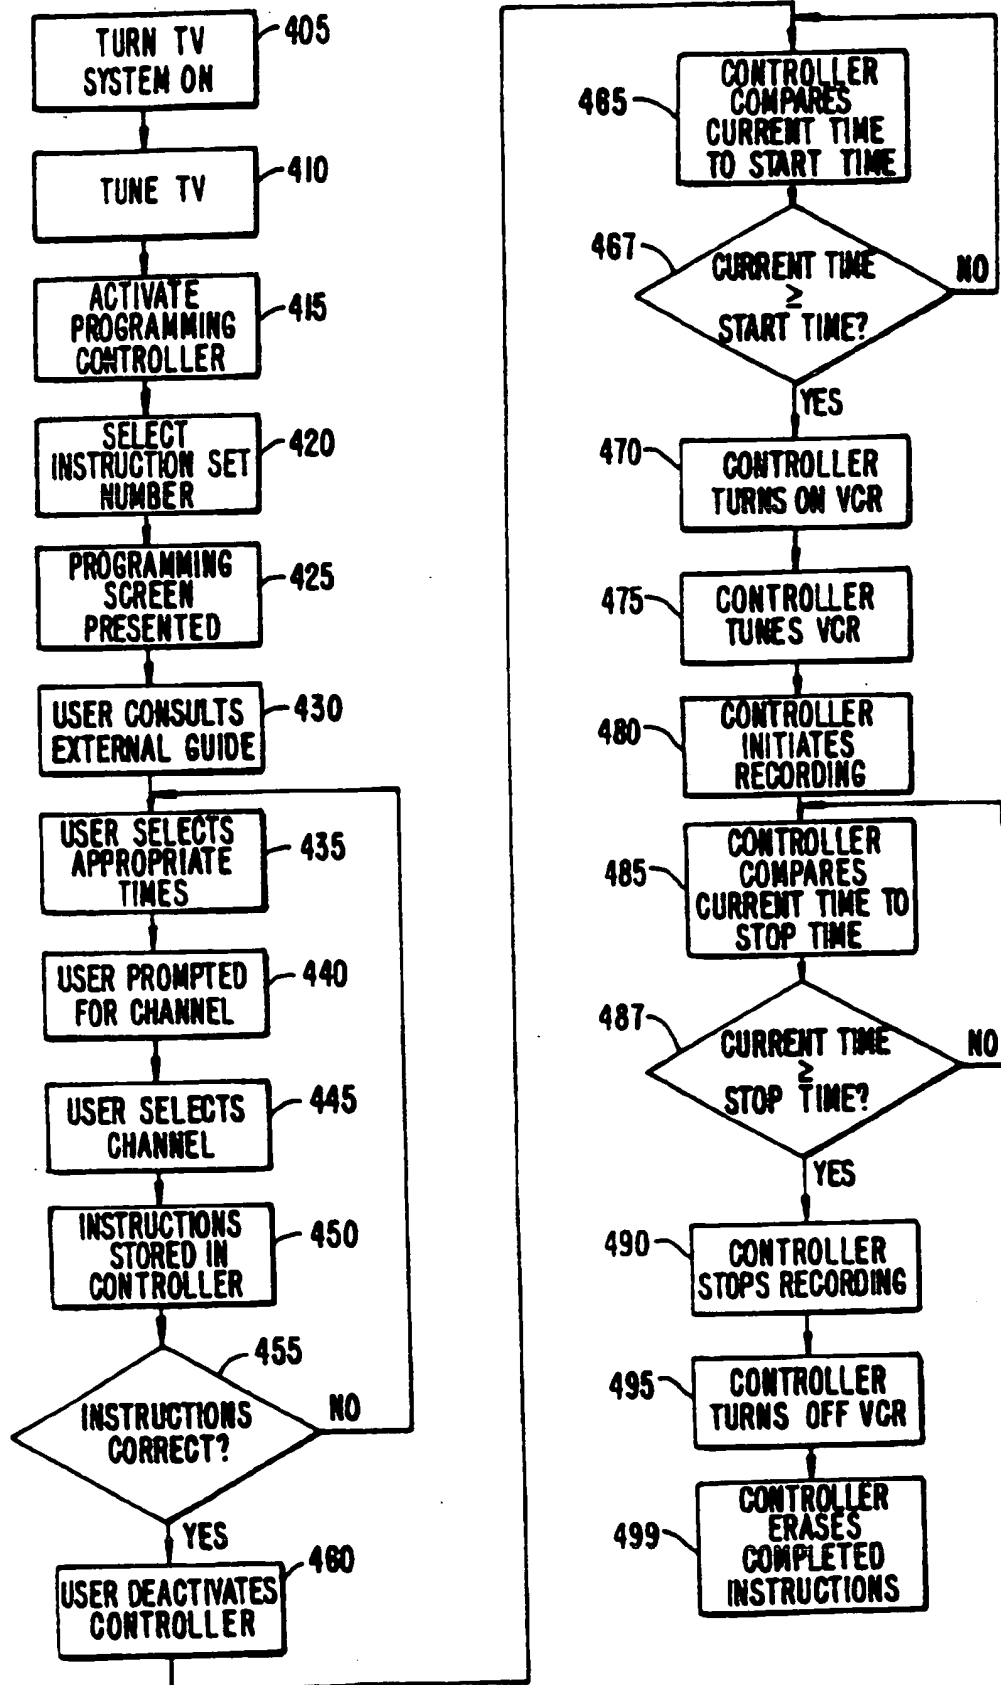 TURN TV
SYSTEM ON
405
TUNE TV
410
ACTIVATE
PROGRAMMING
CONTROLLER
415
SELECT
INSTRUCTION SET
NUMBER
420
PROGRAMMING
SCREEN
PRESENTED
425
USER CONSULTS
EXTERNAL GUIDE
430
USER SELECTS
APPROPRIATE
TIMES
435
USER PROMPTED
FOR CHANNEL
440
USER SELECTS
CHANNEL
445
INSTRUCTIONS
STORED IN
CONTROLLER
450
455
INSTRUCTIONS
CORRECT?
NO
YES
460
USER DEACTIVATES
CONTROLLER
465
CONTROLLER
COMPARES
CURRENT TIME
TO START TIME
467
CURRENT TIME
≥
START TIME?
NO
YES
470
CONTROLLER
TURNS ON VCR
475
CONTROLLER
TUNES VCR
480
CONTROLLER
INITIATES
RECORDING
485
CONTROLLER
COMPARES
CURRENT TIME TO
STOP TIME
487
CURRENT TIME
≥
STOP TIME?
NO
YES
490
CONTROLLER
STOPS RECORDING
495
CONTROLLER
TURNS OFF VCR
499
CONTROLLER
ERASES
COMPLETED
INSTRUCTIONS